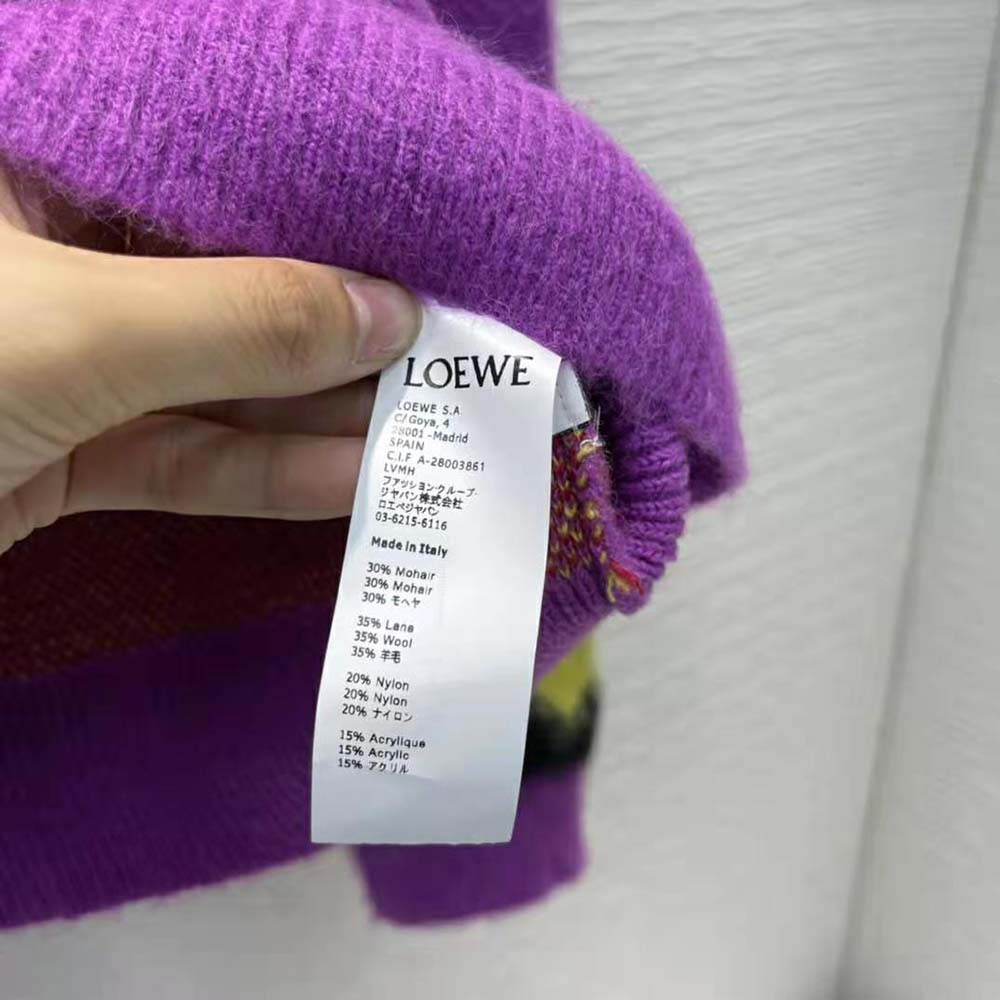 LOEWE
LOEWE S.A.
C/ Goya, 4
28001 -Madrid
SPAIN
C.I.F A-28003861
LVMH
ファッション・グループ・
ジャパン株式会社
ロエベジャパン
03-6215-6116
Made in Italy
30% Mohair
30% Mohair
30% モヘヤ
35% Lana
35% Wool
35% 羊毛
20% Nylon
20% Nylon
20% ナイロン
15% Acrylique
15% Acrylic
15% アクリル